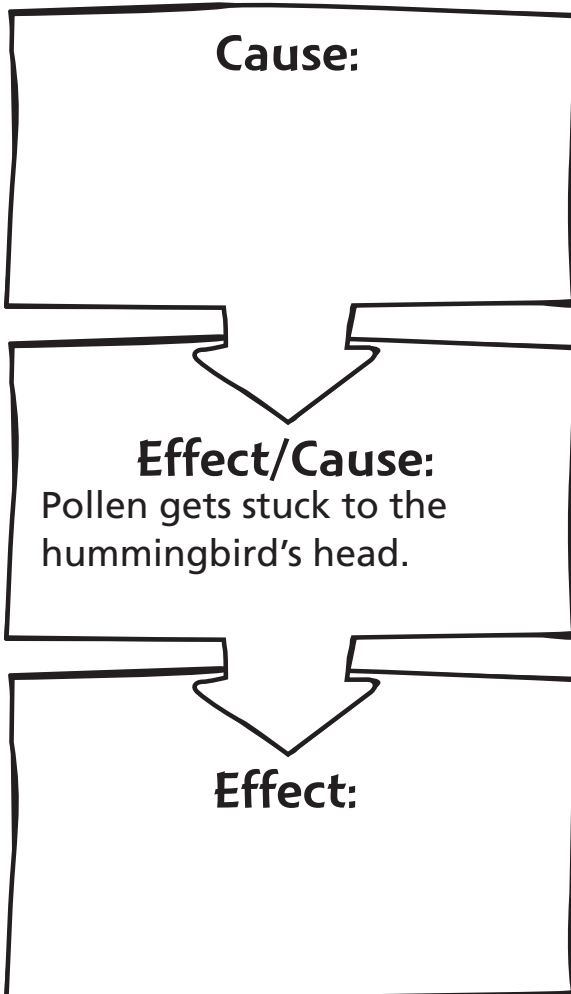 Cause:
Effect/Cause:
Pollen gets stuck to the
hummingbird’s head.
Effect: